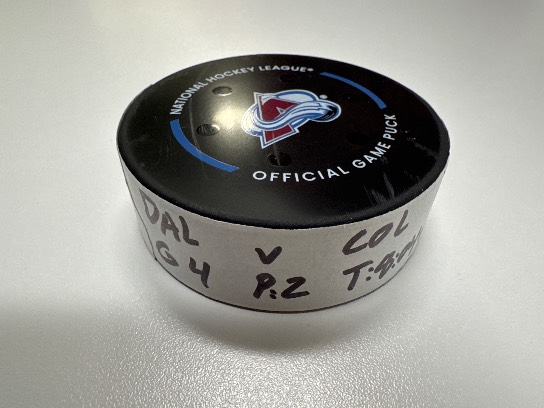 NATIONAL HOCKEY LEAGUE®
OFFICIAL GAME PUCK
DAL v COL
G4 P:2